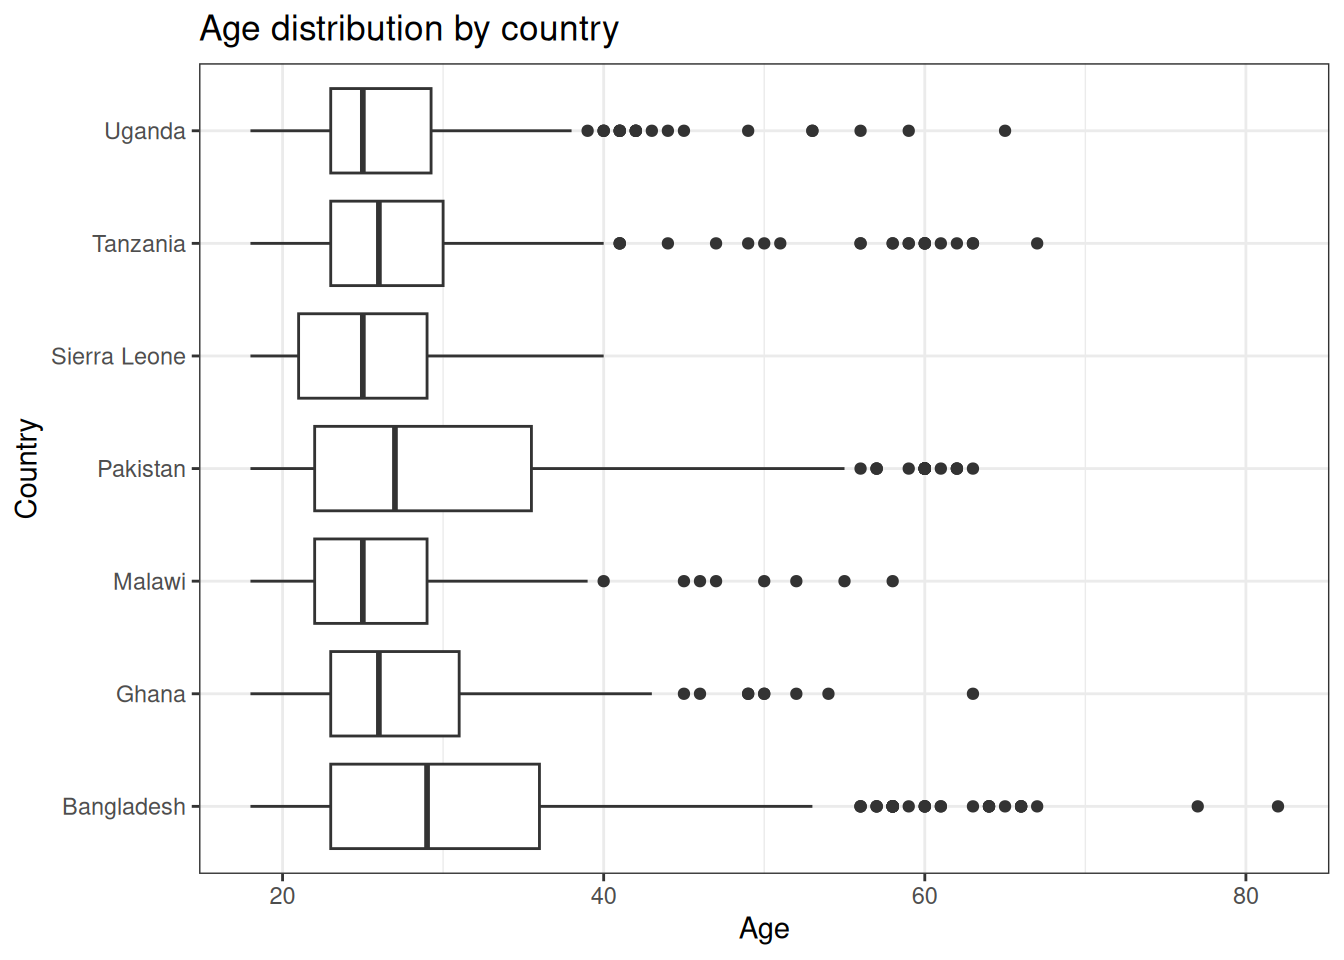 Age distribution by country
Uganda
Tanzania
Sierra Leone
Pakistan
Malawi
Ghana
Bangladesh
Country
20 40 60 80
Age